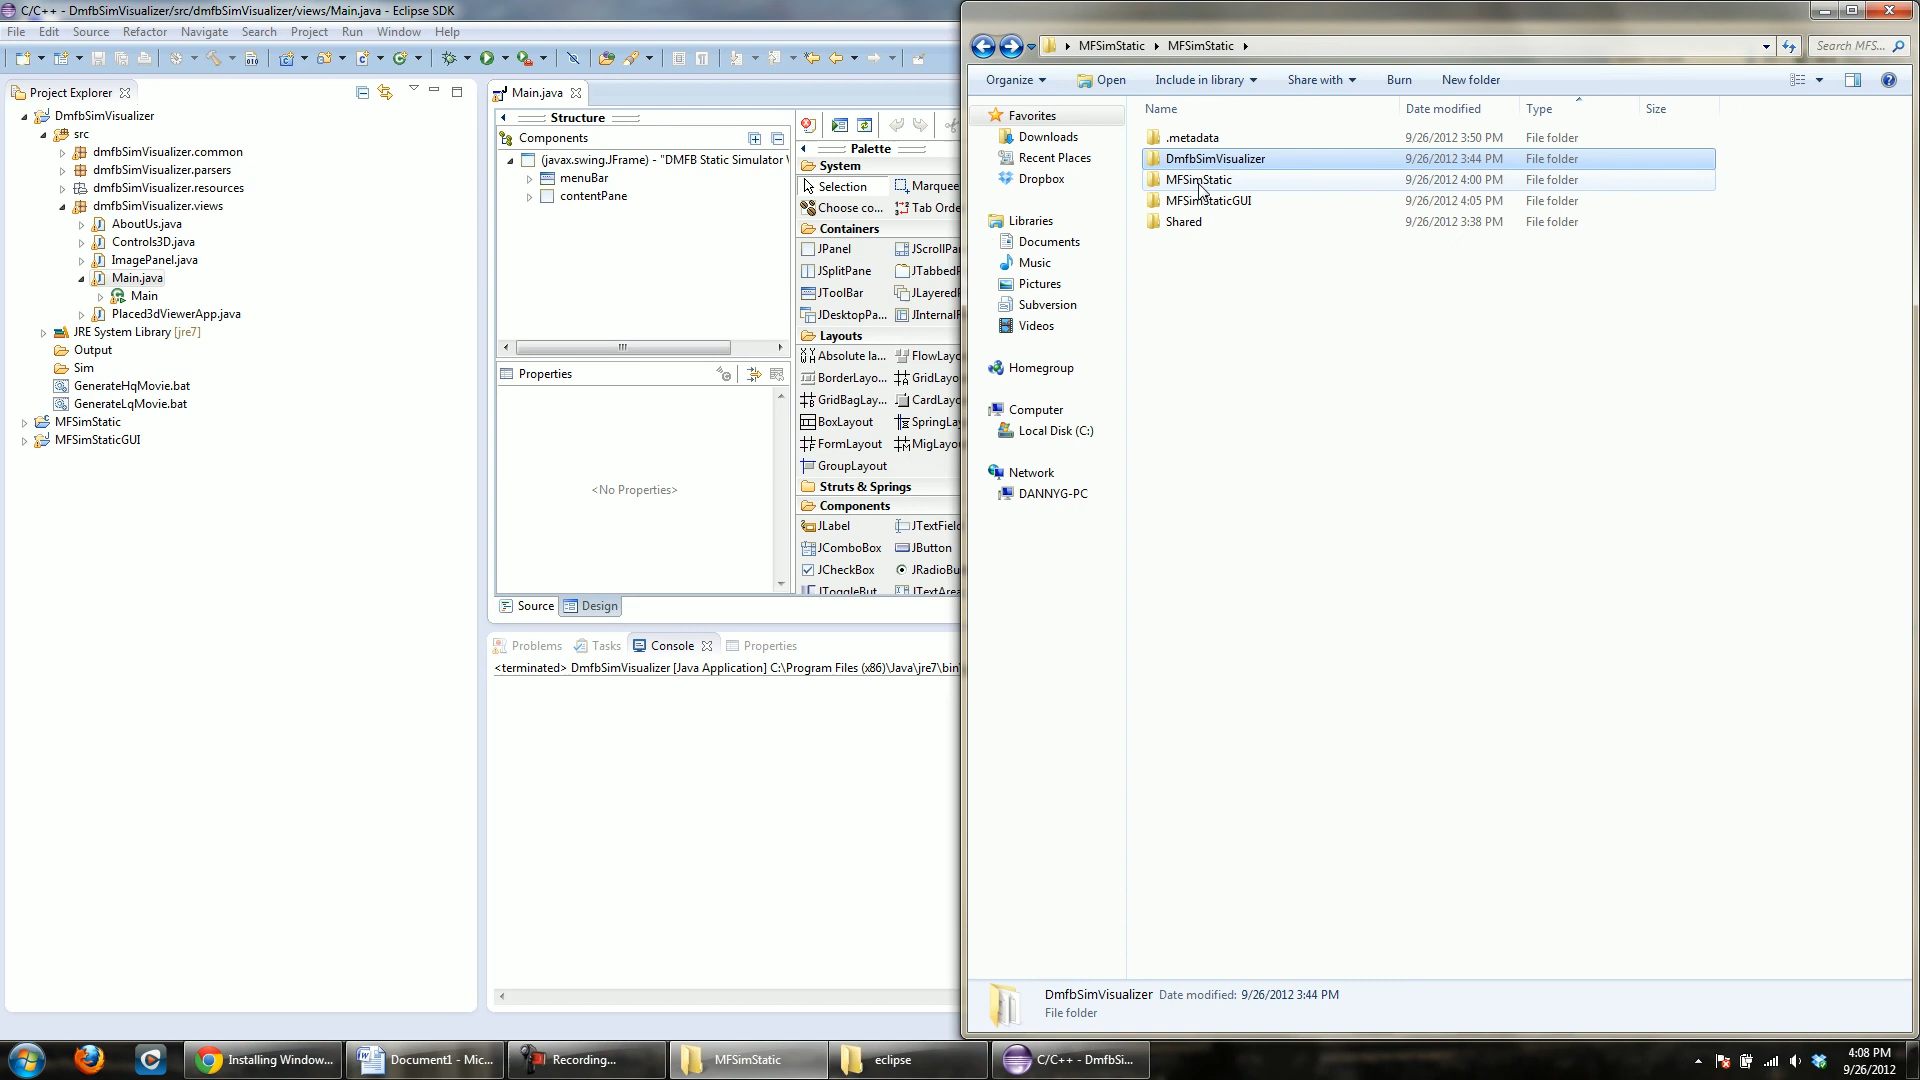 C/C++ - DmfbSimVisualizer/src/dmfbSimVisualizer/views/Main.java - Eclipse SDK
File Edit Source Refactor Navigate Search Project Run Window Help
Project Explorer
DmfbSimVisualizer
src
dmfbSimVisualizer.common
dmfbSimVisualizer.parsers
dmfbSimVisualizer.resources
dmfbSimVisualizer.views
AboutUs.java
Controls3D.java
ImagePanel.java
Main.java
Main
Placed3dViewerApp.java
JRE System Library [jre7]
Output
Sim
GenerateHqMovie.bat
GenerateLqMovie.bat
MFSimStatic
MFSimStaticGUI
Main.java
Structure
Components
(javax.swing.JFrame) - "DMFB Static Simulator V
menuBar
contentPane
Properties
<No Properties>
Palette
System
Selection Marquee
Choose co... Tab Orde
Containers
JPanel JScrollPa
JSplitPane JTabbedP
JToolBar JLayeredP
JDesktopPa... JInternalF
Layouts
Absolute la... FlowLayo
BorderLayo... GridLayo
GridBagLay... CardLayo
BoxLayout SpringLay
FormLayout MigLayo
GroupLayout
Struts & Springs
Components
JLabel JTextField
JComboBox JButton
JCheckBox JRadioBu
JToggleBut JTextArea
Source Design
Problems Tasks Console Properties
<terminated> DmfbSimVisualizer [Java Application] C:\Program Files (x86)\Java\jre7\bin\
MFSimStatic MFSimStatic
Search MFS...
Organize Open Include in library Share with Burn New folder
Name Date modified Type Size
.metadata 9/26/2012 3:50 PM File folder
DmfbSimVisualizer 9/26/2012 3:44 PM File folder
MFSimStatic 9/26/2012 4:00 PM File folder
MFSimStaticGUI 9/26/2012 4:05 PM File folder
Shared 9/26/2012 3:38 PM File folder
Favorites
Downloads
Recent Places
Dropbox
Libraries
Documents
Music
Pictures
Subversion
Videos
Homegroup
Computer
Local Disk (C:)
Network
DANNYG-PC
DmfbSimVisualizer Date modified: 9/26/2012 3:44 PM
File folder
Installing Window... Document1 - Mic... Recording... MFSimStatic eclipse C/C++ - DmfbSi...
4:08 PM
9/26/2012